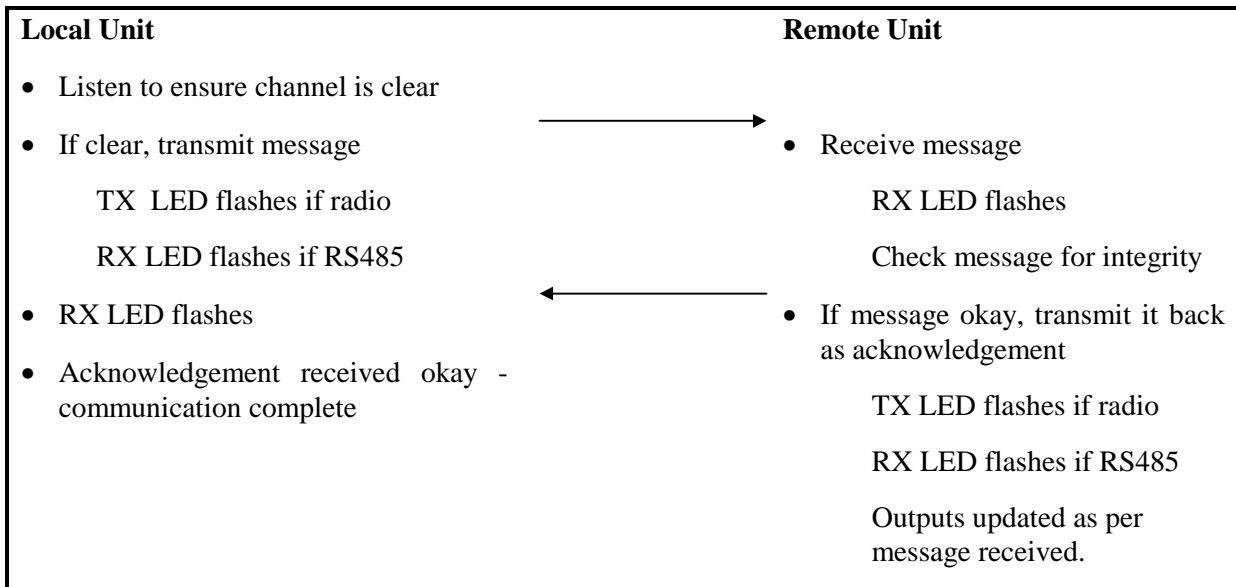 Local Unit
• Listen to ensure channel is clear
• If clear, transmit message
TX LED flashes if radio
RX LED flashes if RS485
• RX LED flashes
• Acknowledgement received okay -
communication complete
Remote Unit
• Receive message
RX LED flashes
Check message for integrity
• If message okay, transmit it back
as acknowledgement
TX LED flashes if radio
RX LED flashes if RS485
Outputs updated as per
message received.